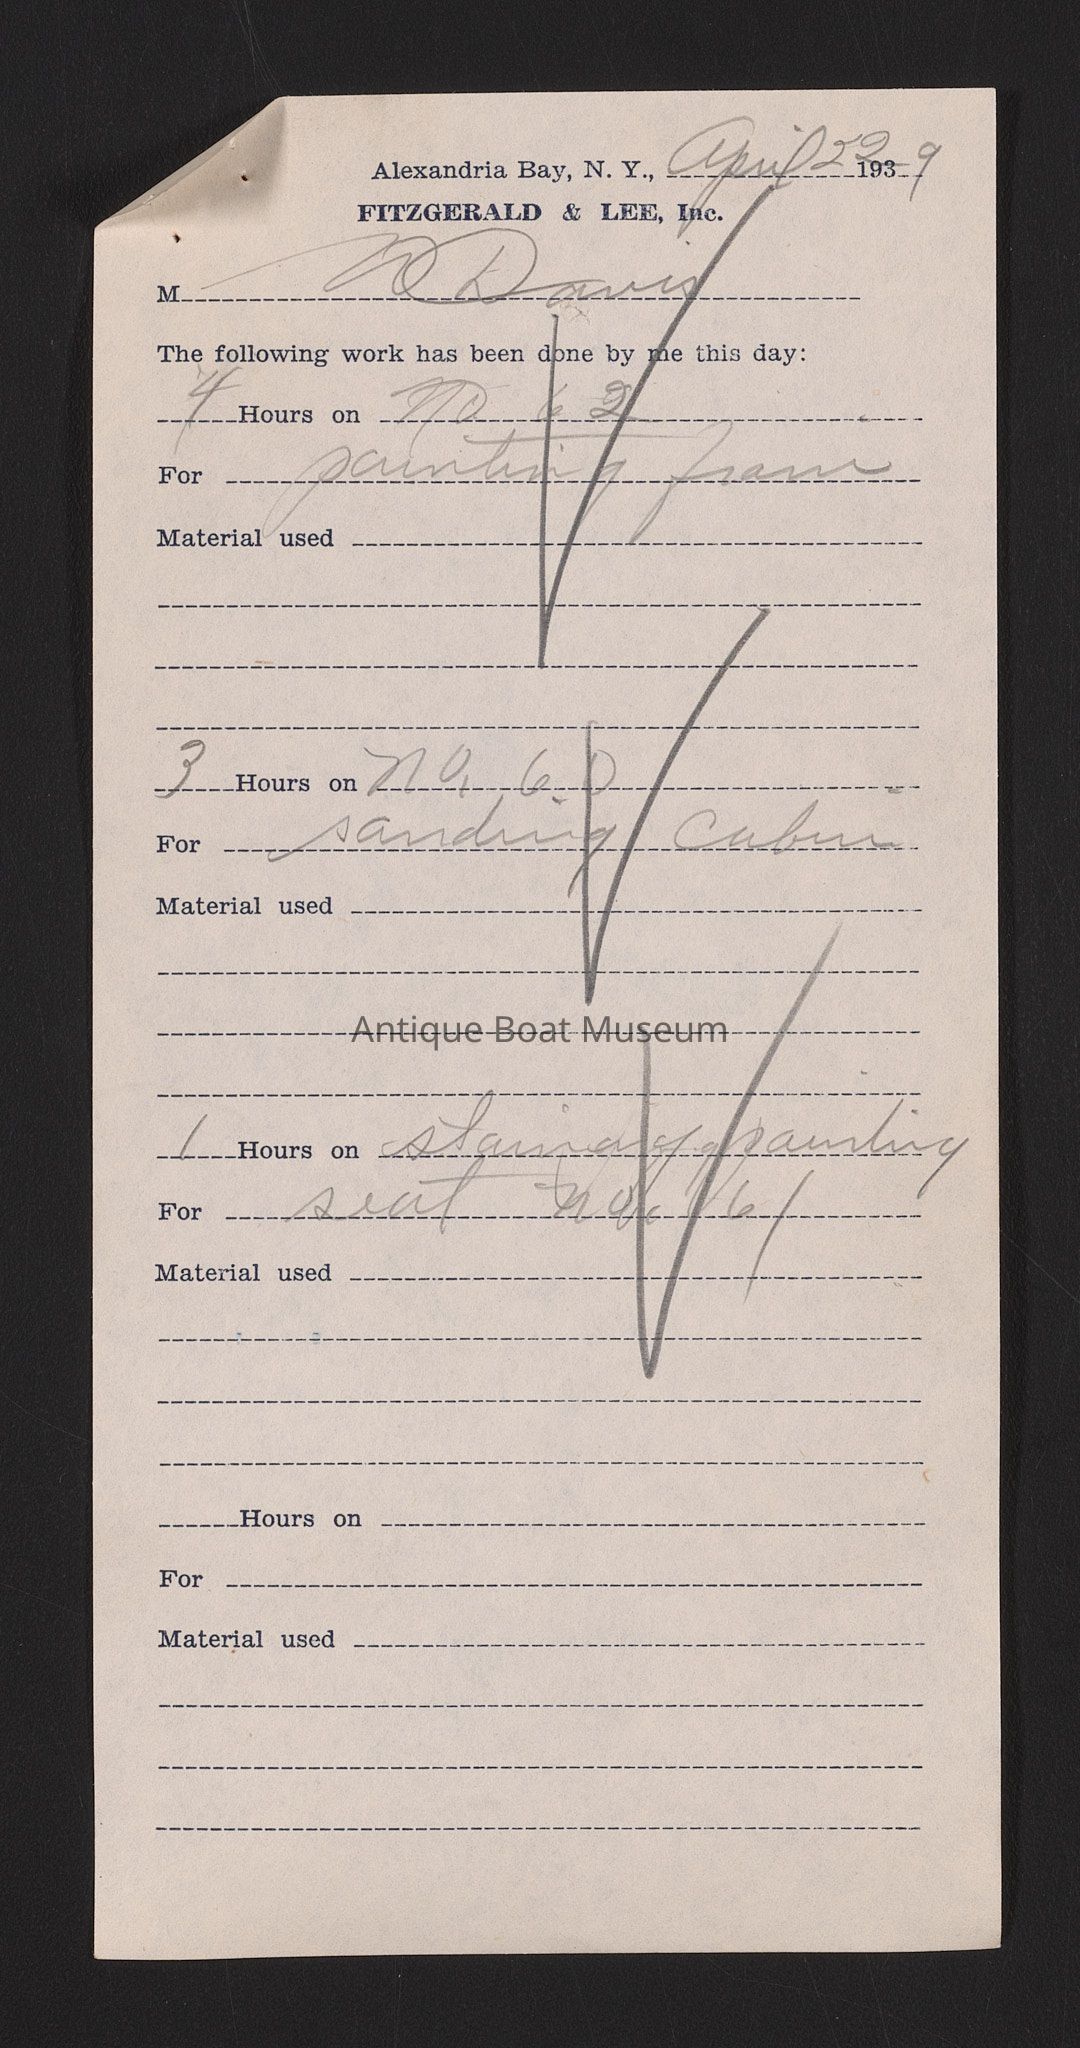 Alexandria Bay, N. Y., April 22 1939
FITZGERALD & LEE, Inc.
M Davis
The following work has been done by me this day:
4 Hours on No 62
For painting frame
Material used
3 Hours on No. 60
For sanding cabin
Material used
Antique Boat Museum
1 Hours on staining & painting
For seat No. 61
Material used
Hours on
For
Material used